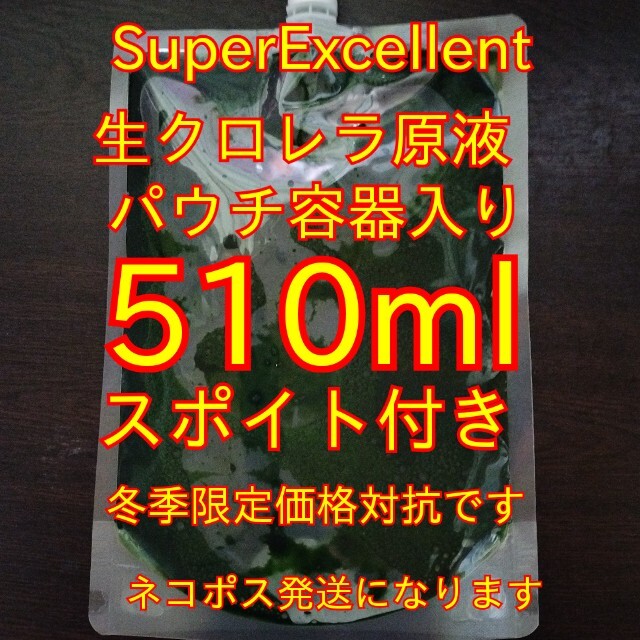 SuperExcellent
生クロレラ原液
パウチ容器入り
510ml
スポイト付き
冬季限定価格対抗です
ネコポス発送になります